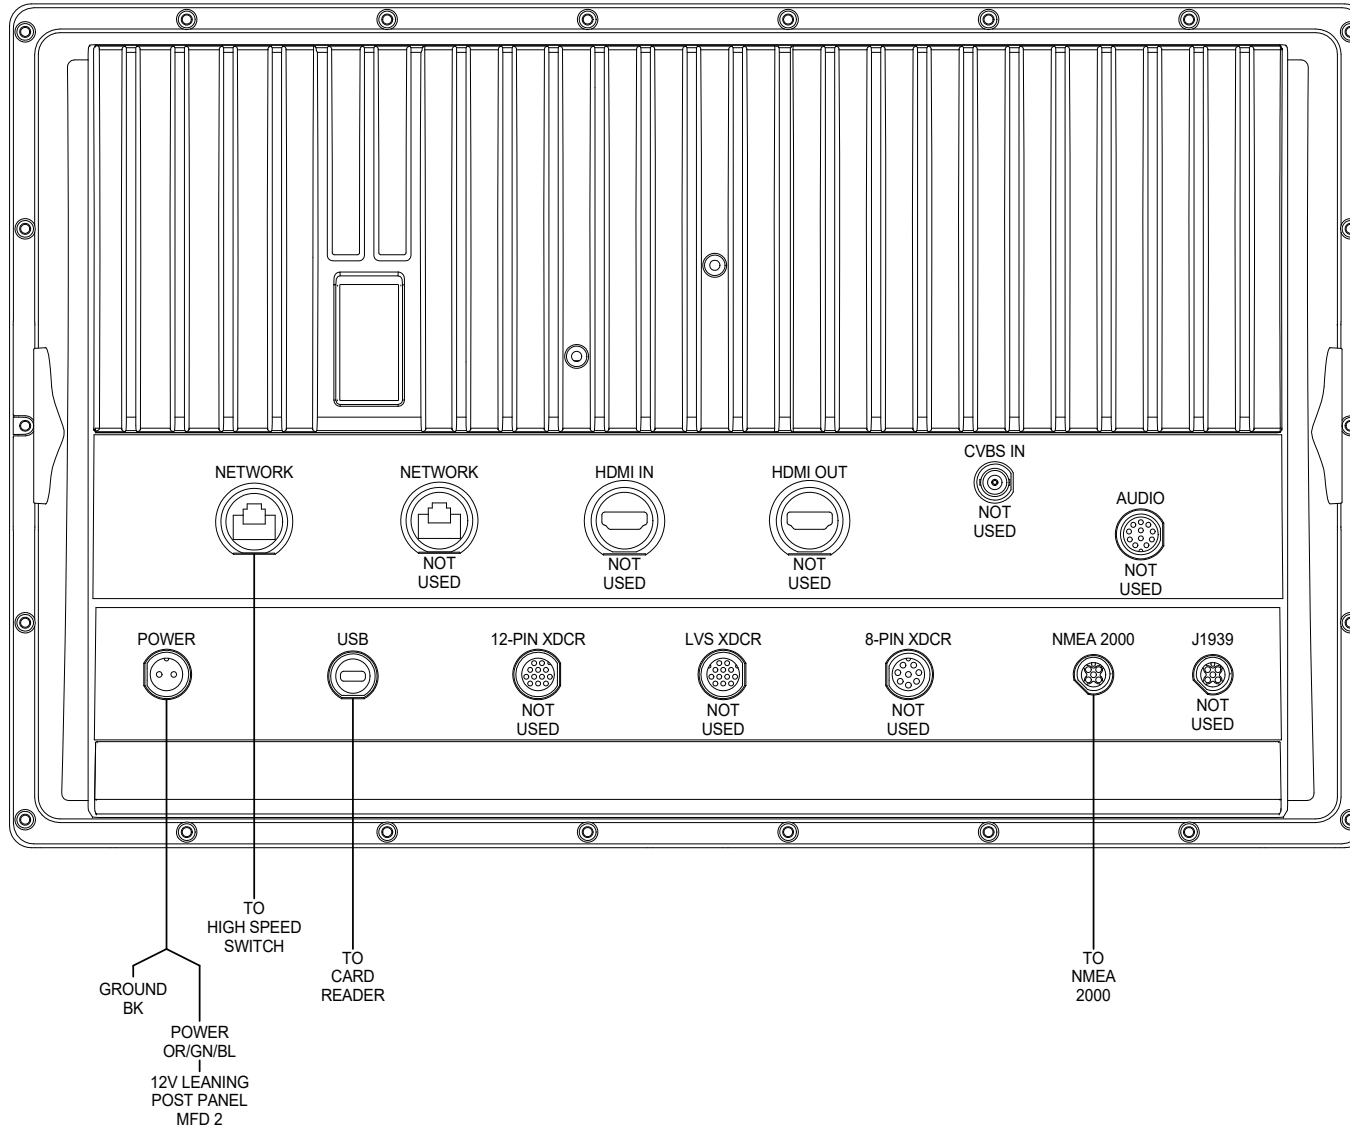 NETWORK
NETWORK
NOT
USED
HDMI IN
NOT
USED
HDMI OUT
NOT
USED
CVBS IN
NOT
USED
AUDIO
NOT
USED
POWER
USB
12-PIN XDCR
NOT
USED
LVS XDCR
NOT
USED
8-PIN XDCR
NOT
USED
NMEA 2000
J1939
NOT
USED
TO
HIGH SPEED
SWITCH
TO
CARD
READER
TO
NMEA
2000
GROUND
BK
POWER
OR/GN/BL
12V LEANING
POST PANEL
MFD 2